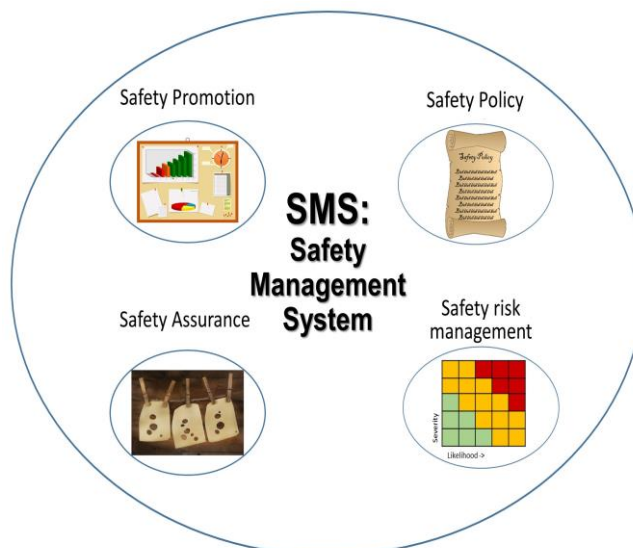 Safety Promotion
Safety Policy
Safety Policy
SMS:
Safety
Management
System
Safety Assurance
Safety risk
management
Severity
Likelihood ->